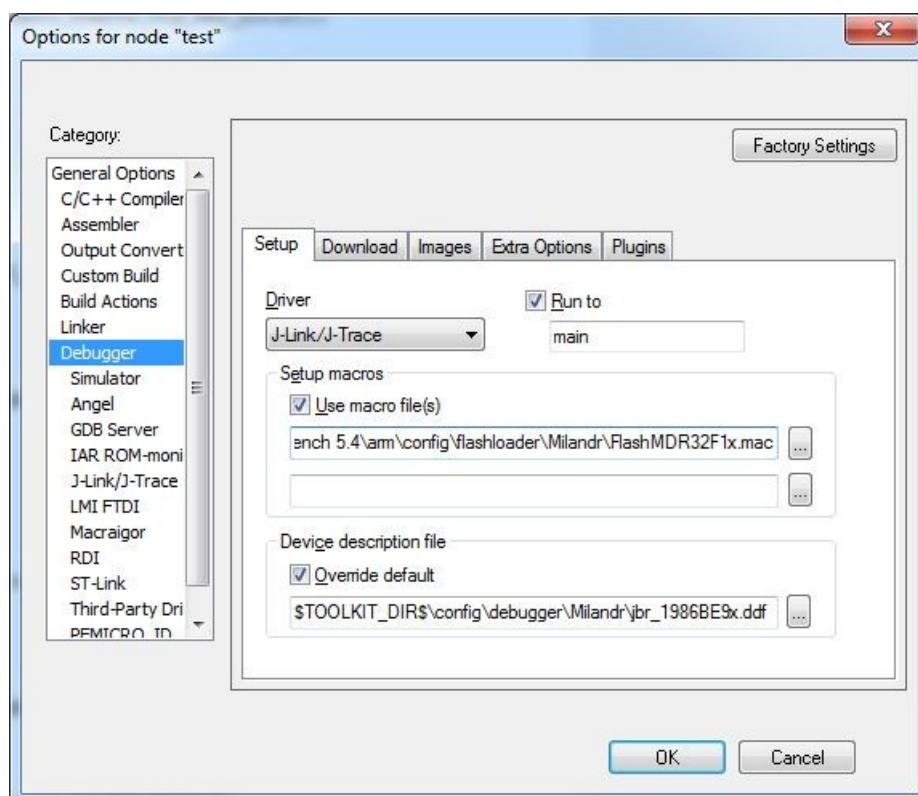 Options for node "test"
Category:
Factory Settings
General Options
C/C++ Compiler
Assembler
Output Convert
Custom Build
Build Actions
Linker
Debugger
Simulator
Angel
GDB Server
IAR ROM-moni
J-Link/J-Trace
LMI FTDI
Macraigor
RDI
ST-Link
Third-Party Dri
PEMICRO_ID
Setup Download Images Extra Options Plugins
Driver Run to
J-Link/J-Trace main
Setup macros
Use macro file(s)
ench 5.4\arm\config\flashloader\Milandr\FlashMDR32F1x.mac ...
...
Device description file
Override default
$TOOLKIT_DIR$\config\debugger\Milandr\jbr_1986BE9x.ddf ...
OK Cancel